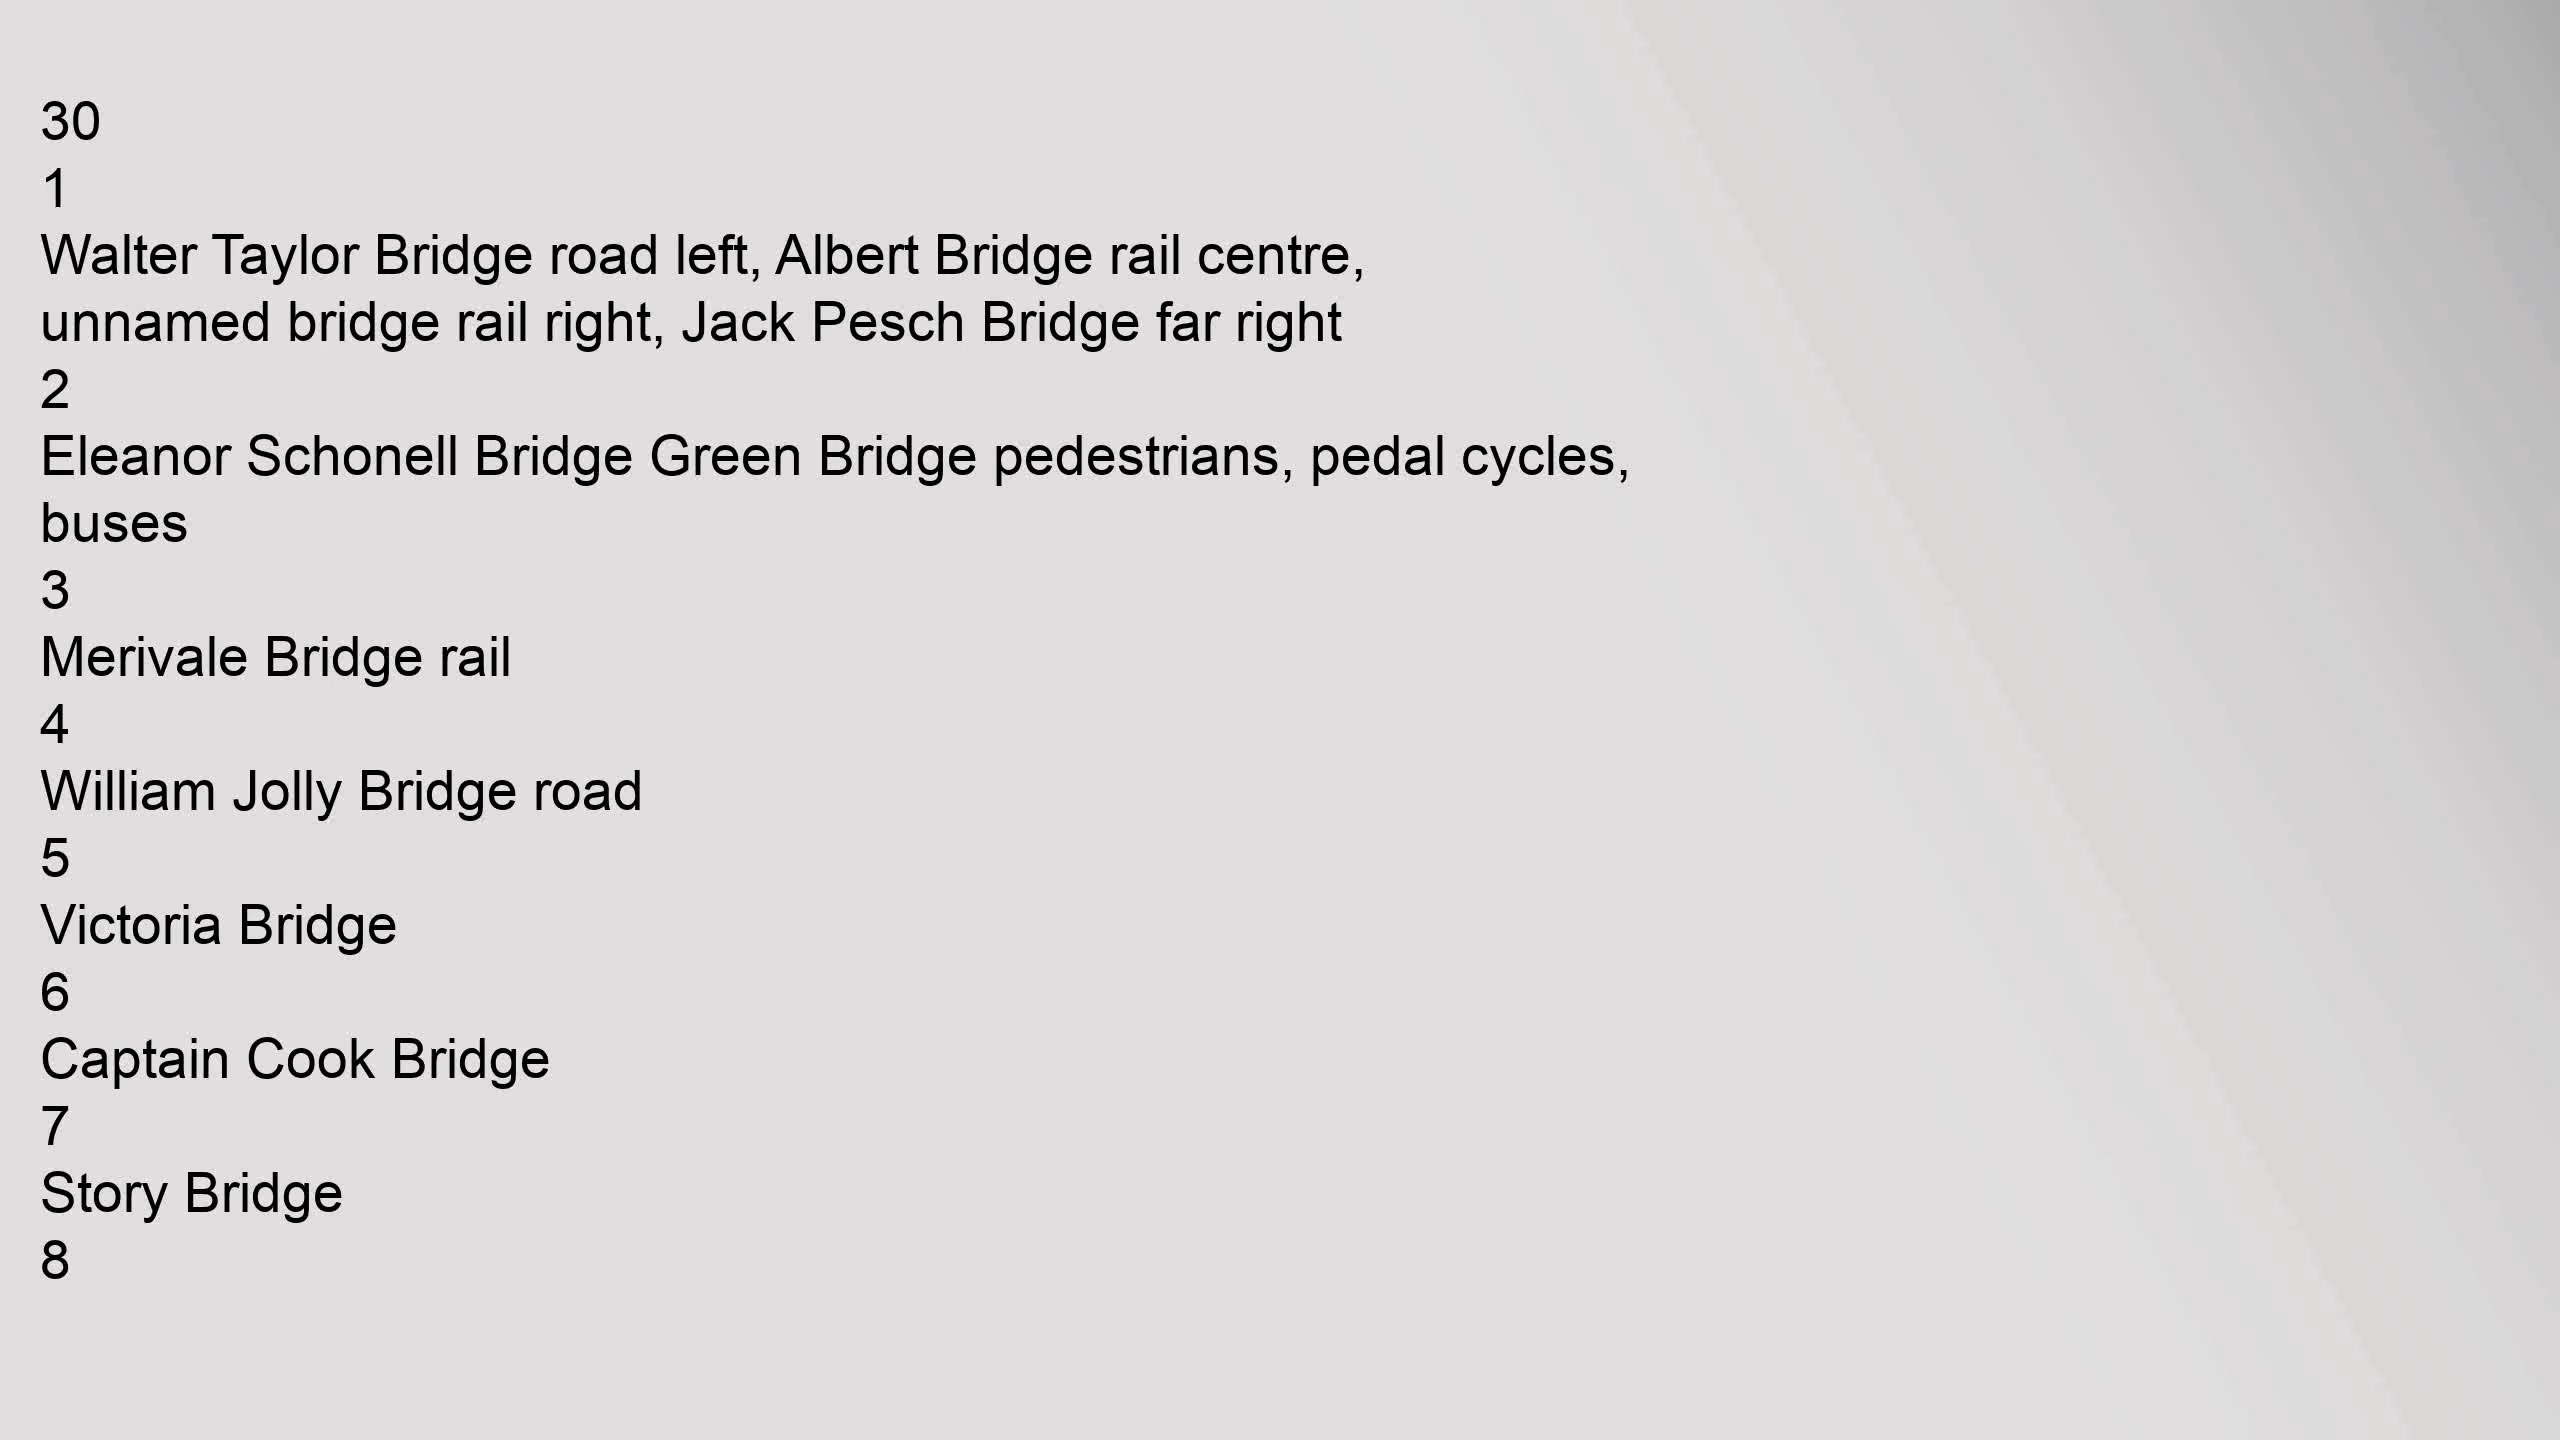 30
1
Walter Taylor Bridge road left, Albert Bridge rail centre,
unnamed bridge rail right, Jack Pesch Bridge far right
2
Eleanor Schonell Bridge Green Bridge pedestrians, pedal cycles,
buses
3
Merivale Bridge rail
4
William Jolly Bridge road
5
Victoria Bridge
6
Captain Cook Bridge
7
Story Bridge
8